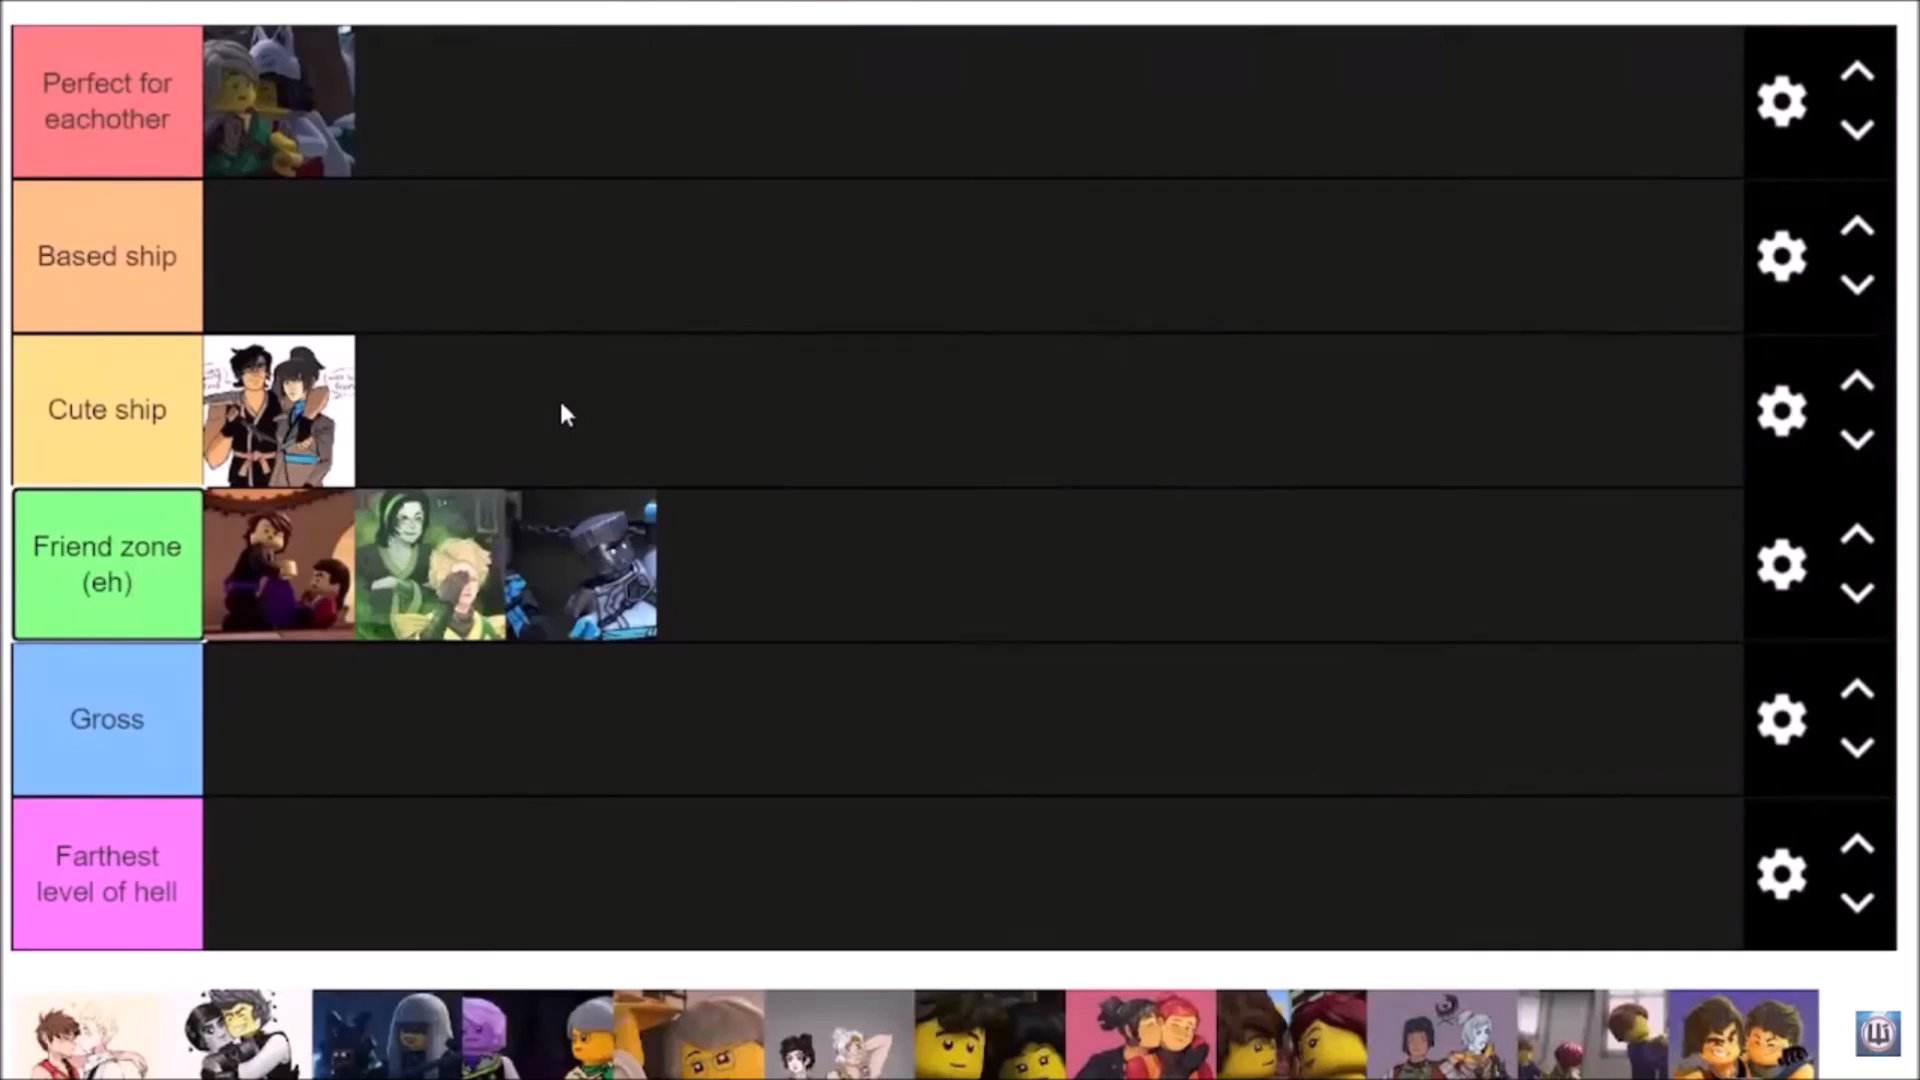 Perfect for
eachother
Based ship
Cute ship
Friend zone
(eh)
Gross
Farthest
level of hell